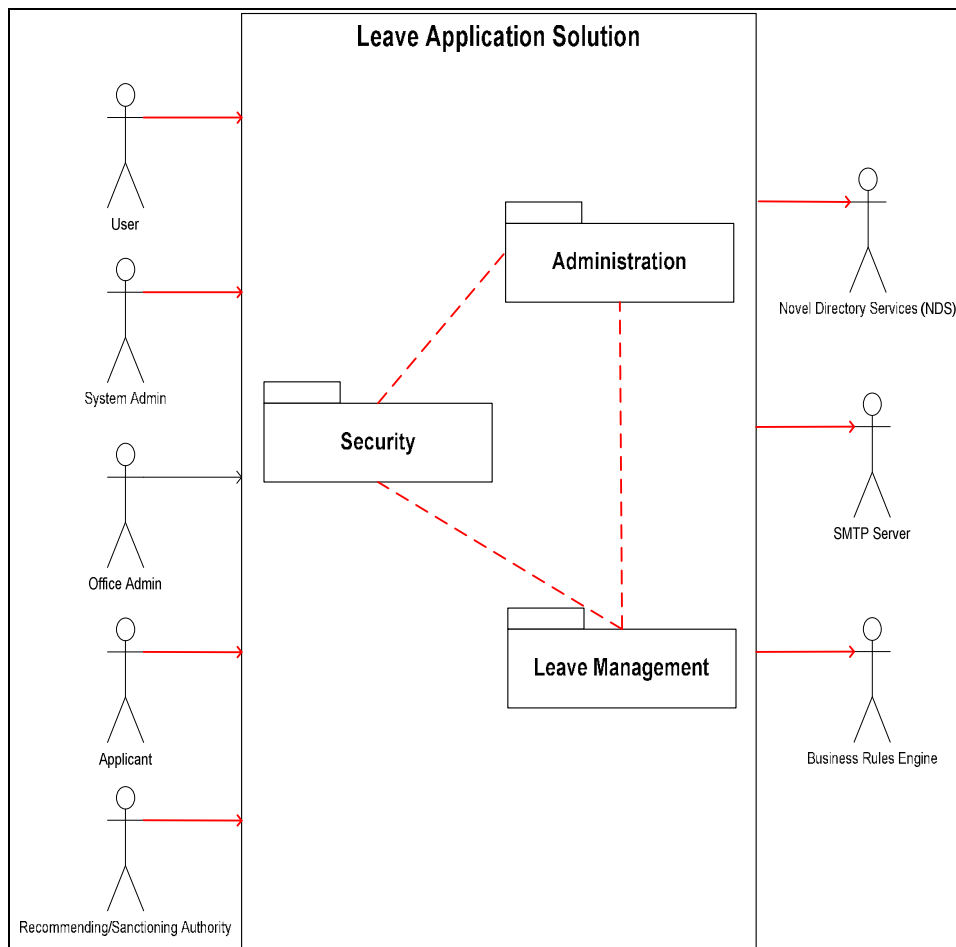 Leave Application Solution
User
System Admin
Office Admin
Applicant
Recommending/Sanctioning Authority
Administration
Security
Leave Management
Novel Directory Services (NDS)
SMTP Server
Business Rules Engine